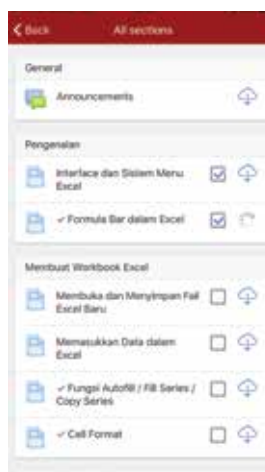 Back All sections
General
Announcements
Pengenalan
Interface dan Sistem Menu
Excel
✓ Formula Bar dalam Excel
Membuat Workbook Excel
Membuka dan Menyimpan Fail
Excel Baru
Memasukkan Data dalam
Excel
✓ Fungsi Autofill / Fill Series /
Copy Series
✓ Cell Format